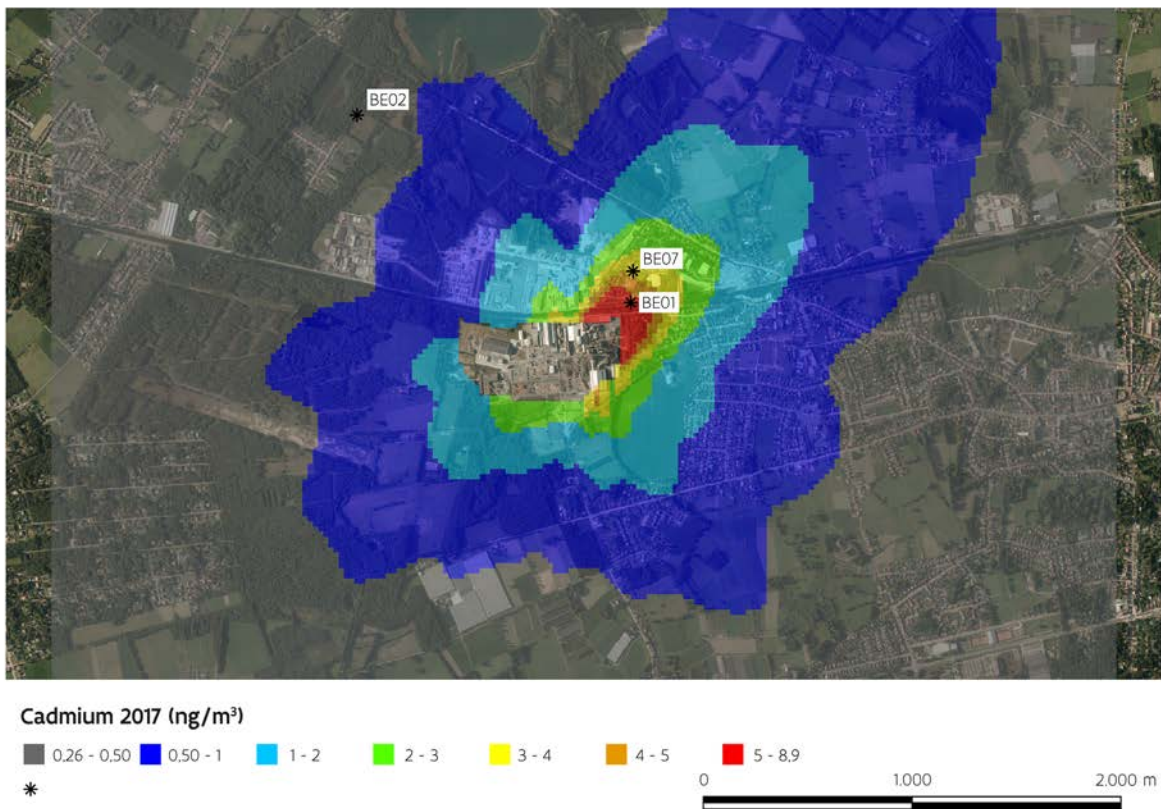 BE02
BE07
BE01
Cadmium 2017 (ng/m³)
0,26 - 0,50 0,50 - 1 1 - 2 2 - 3 3 - 4 4 - 5 5 - 8,9
0 1.000 2.000 m